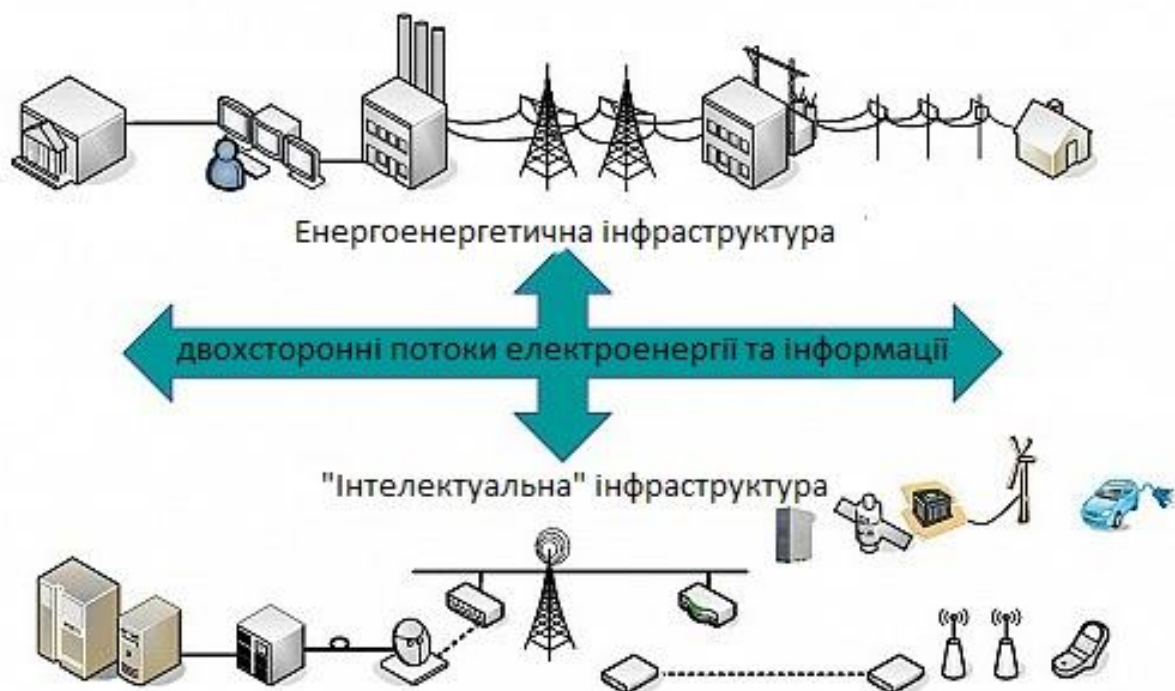 Енергоенергетична інфраструктура
двохсторонні потоки електроенергії та інформації
"Інтелектуальна" інфраструктура